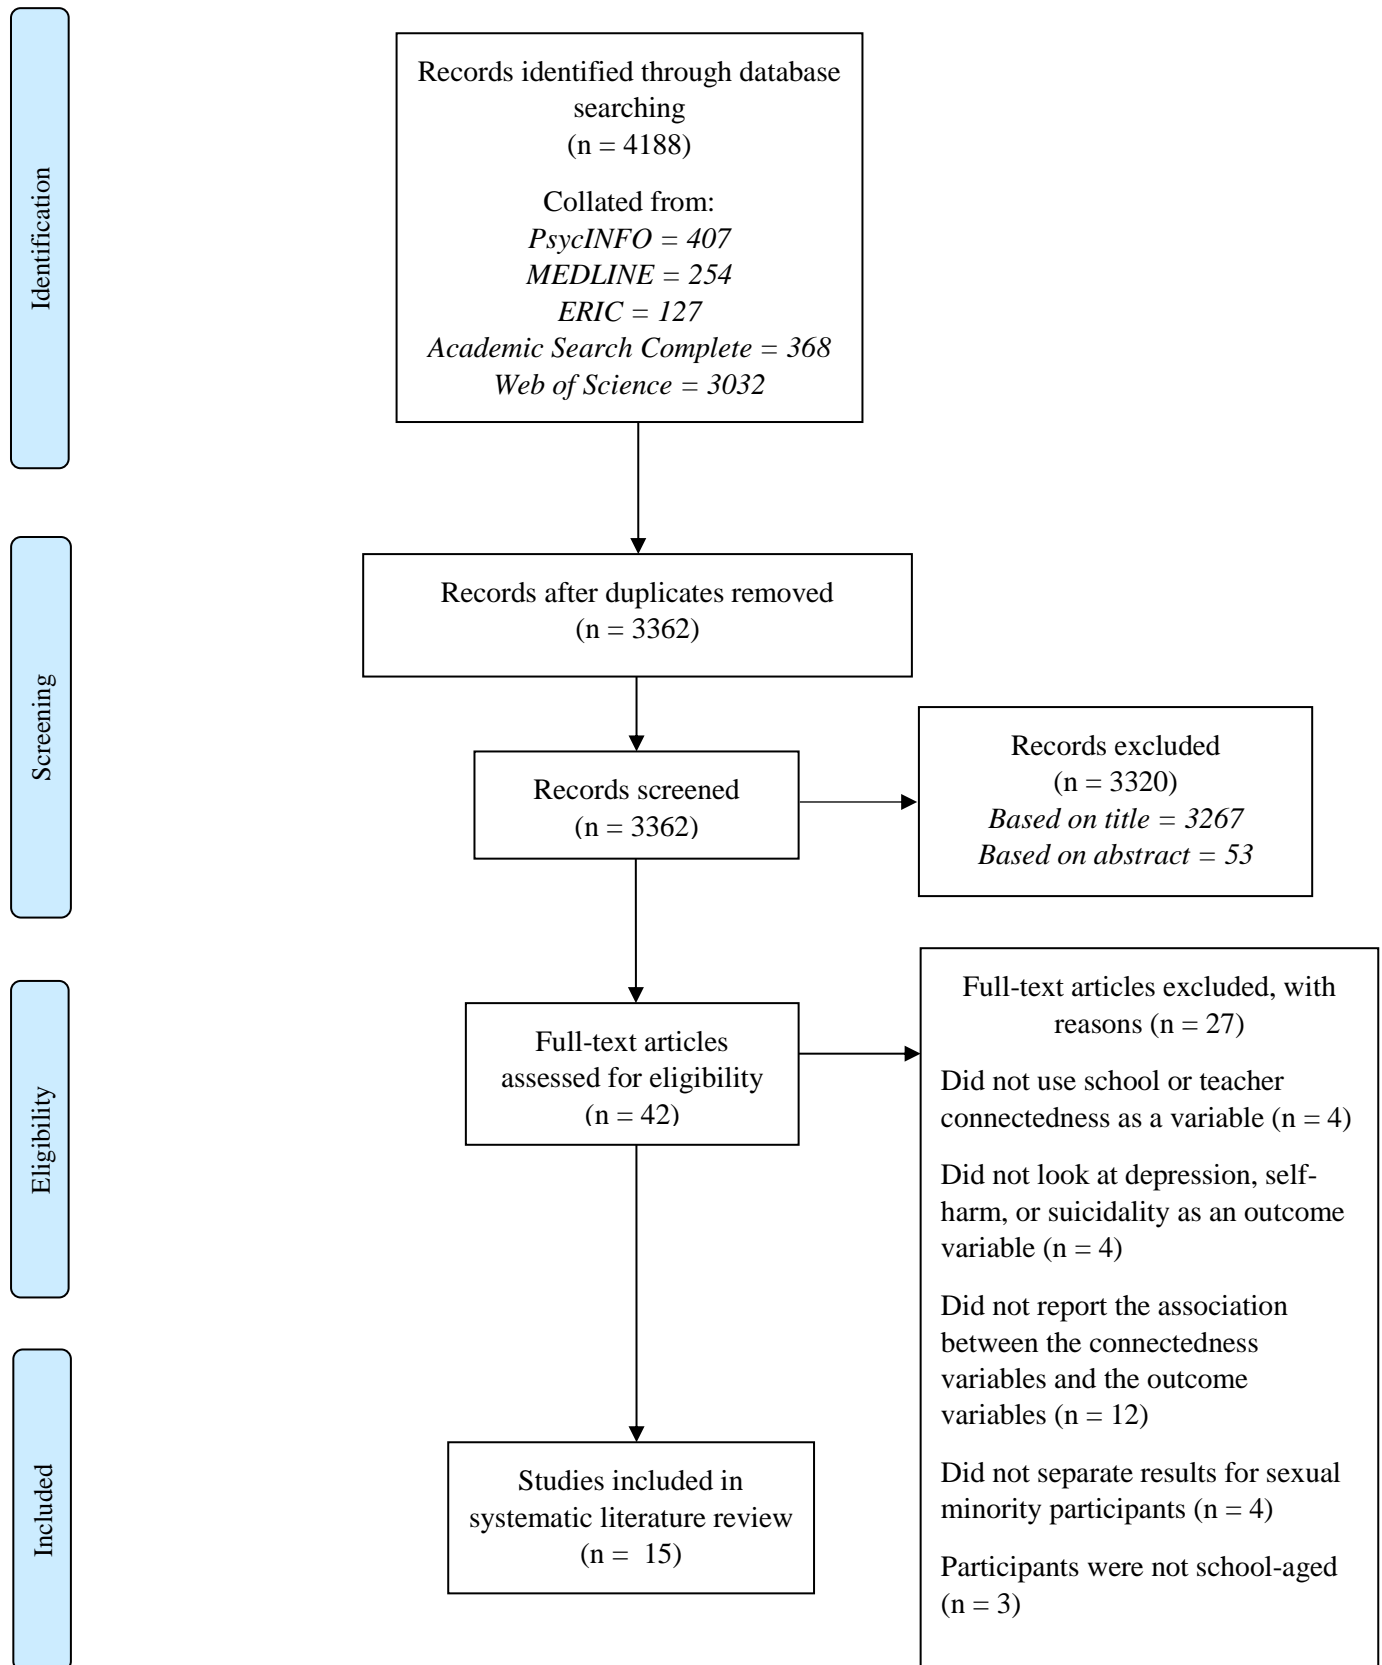 Identification
Records identified through database
searching
(n = 4188)
Collated from:
PsycINFO = 407
MEDLINE = 254
ERIC = 127
Academic Search Complete = 368
Web of Science = 3032
Screening
Records after duplicates removed
(n = 3362)
Records screened
(n = 3362)
Records excluded
(n = 3320)
Based on title = 3267
Based on abstract = 53
Eligibility
Full-text articles
assessed for eligibility
(n = 42)
Full-text articles excluded, with
reasons (n = 27)
Did not use school or teacher
connectedness as a variable (n = 4)
Did not look at depression, self-
harm, or suicidality as an outcome
variable (n = 4)
Did not report the association
between the connectedness
variables and the outcome
variables (n = 12)
Did not separate results for sexual
minority participants (n = 4)
Participants were not school-aged
(n = 3)
Included
Studies included in
systematic literature review
(n =  15)